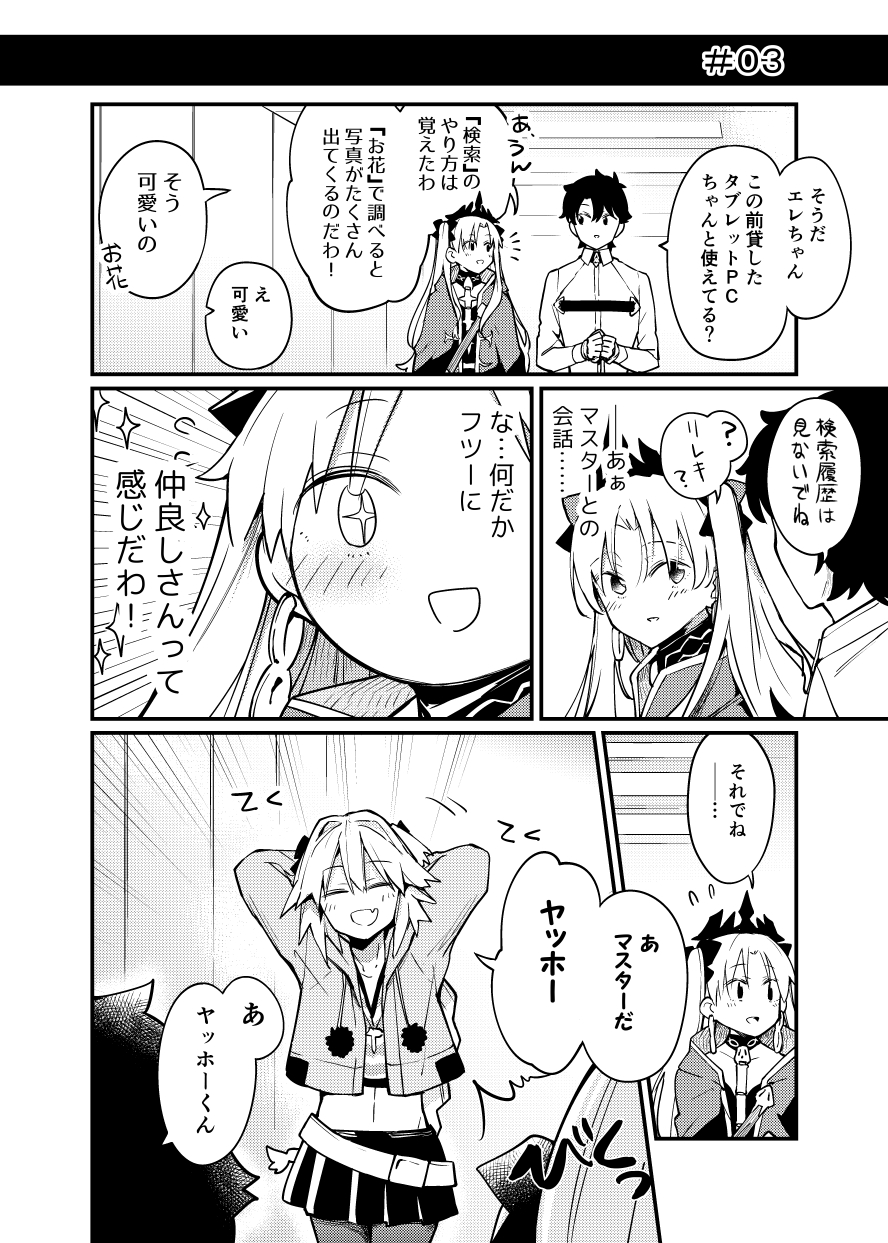 #03
そうだ
エレちゃん
この前貸した
タブレットPC
ちゃんと使えてる?
あ、うん
『検索』の
やり方は
覚えたわ
『お花』で調べると
写真がたくさん
出てくるのだわ!
え
可愛い
そう
可愛いの
お花
検索履歴は
見ないでね
?
リレキ
?
──あぁ
マスターとの
会話……
な…何だか
フツーに
仲良しさんって
感じだわ!
それでね
──…
あ
マスターだ
ヤッホー
てく
てく
びくっ
あ
ヤッホーくん